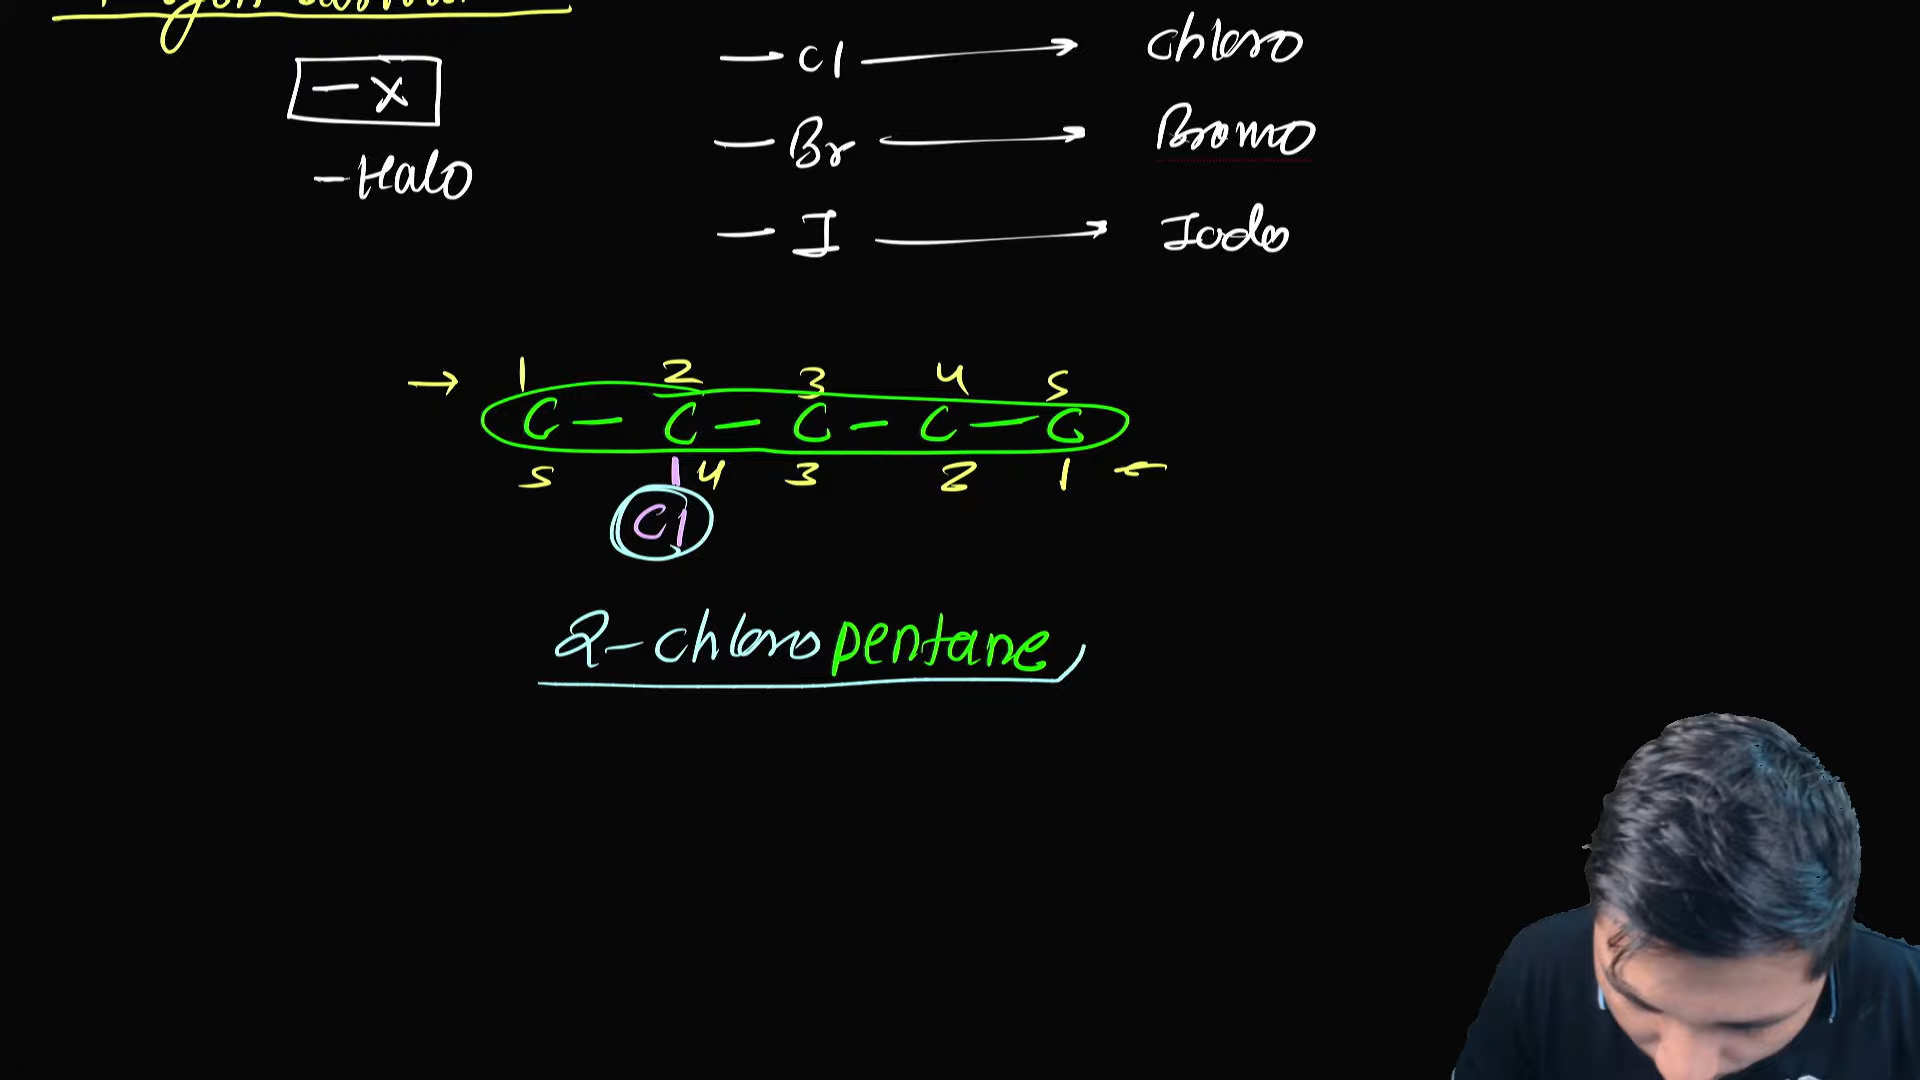 -Cl → chloro
-X
-Br → Bromo
-Halo
-I → Iodo
→ 1 2 3 4 5
C - C - C - C - C
5 4 3 2 1 ←
Cl
2-chloropentane